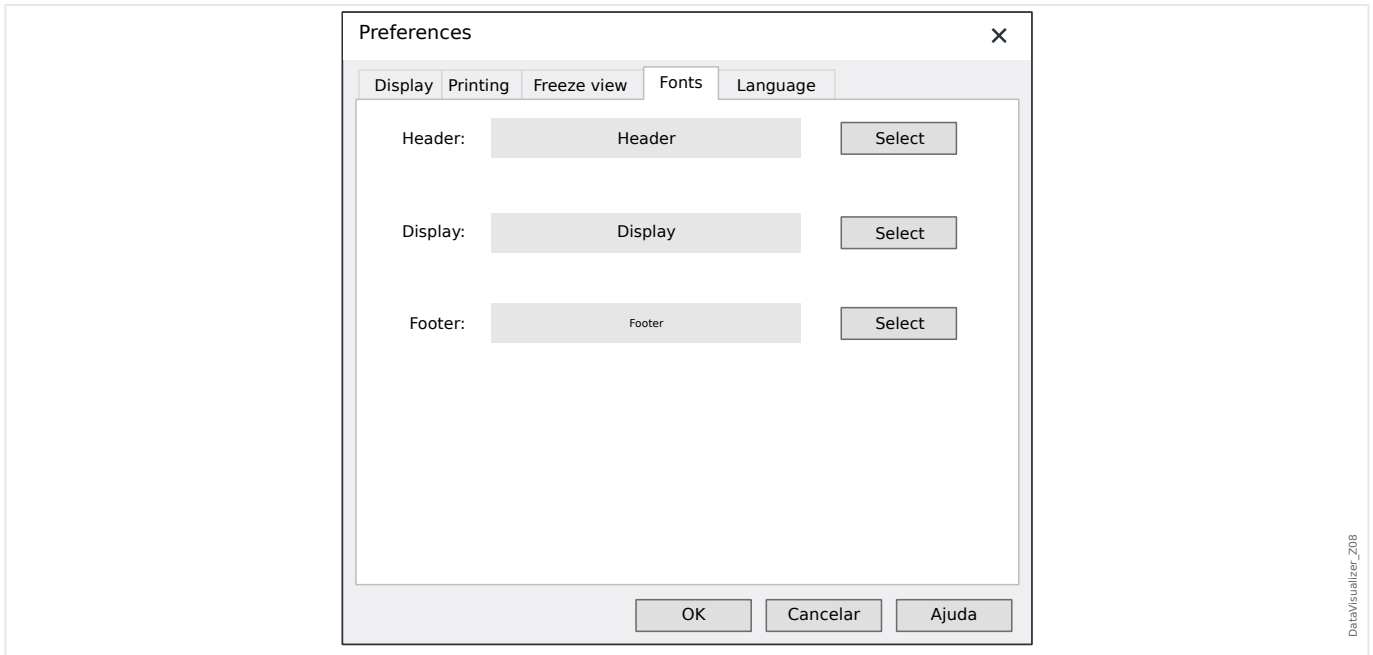 Preferences
Display Printing Freeze view Fonts Language
Header: Header Select
Display: Display Select
Footer: Footer Select
OK Cancelar Ajuda
DataVisualizer_Z08